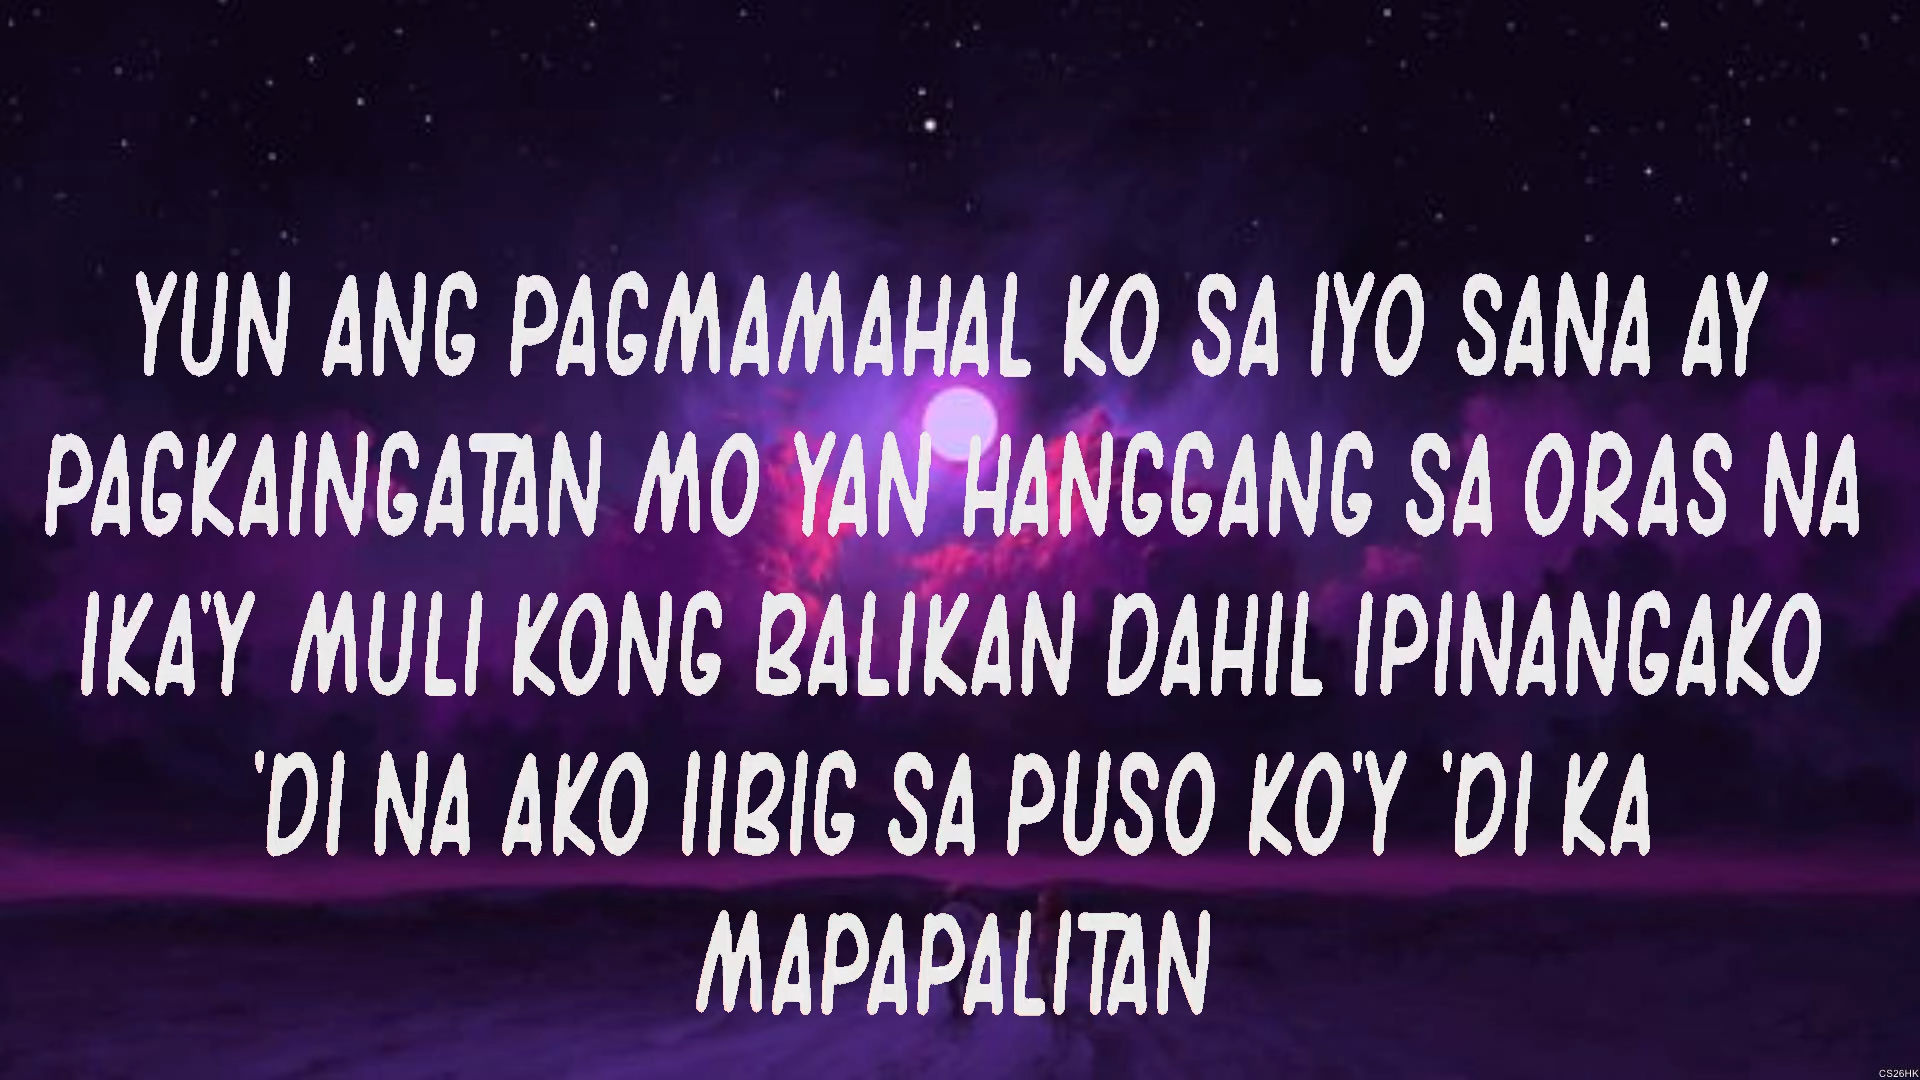 YUN ANG PAGMAMAHAL KO SA IYO SANA AY
PAGKAINGATAN MO YAN HANGGANG SA ORAS NA
IKA'Y MULI KONG BALIKAN DAHIL IPINANGAKO
'DI NA AKO IIBIG SA PUSO KO'Y 'DI KA
MAPAPALITAN
CS26HK